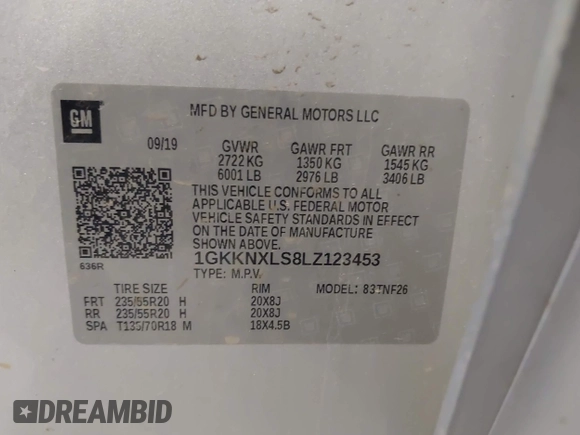 GM
MFD BY GENERAL MOTORS LLC
09/19 GVWR GAWR FRT GAWR RR
2722 KG 1350 KG 1545 KG
6001 LB 2976 LB 3406 LB
THIS VEHICLE CONFORMS TO ALL
APPLICABLE U.S. FEDERAL MOTOR
VEHICLE SAFETY STANDARDS IN EFFECT
ON THE DATE OF MANUFACTURE
SHOWN ABOVE.
636R
1GKKNXLS8LZ123453
TYPE: M.P.V. MODEL: 83TNF26
TIRE SIZE RIM
FRT 235/55R20 H 20X8J
RR 235/55R20 H 20X8J
SPA T135/70R18 M 18X4.5B
DREAMBID